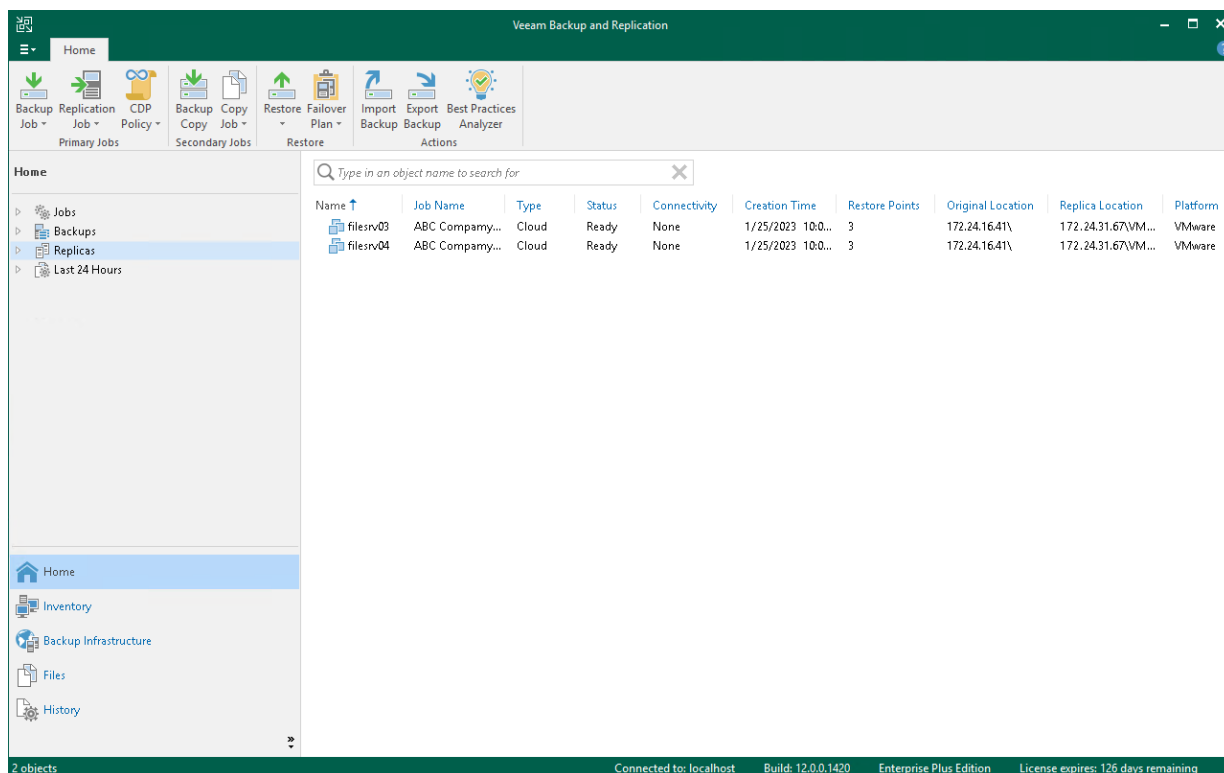 Veeam Backup and Replication
Home
Backup Job
Replication Job
CDP Policy
Primary Jobs
Backup Copy
Copy Job
Secondary Jobs
Restore
Failover Plan
Restore
Import Backup
Export Backup
Best Practices Analyzer
Actions
Home
Type in an object name to search for
Jobs
Backups
Replicas
Last 24 Hours
Name Job Name Type Status Connectivity Creation Time Restore Points Original Location Replica Location Platform
filesrv03 ABC Compamy... Cloud Ready None 1/25/2023 10:0... 3 172.24.16.41\ 172.24.31.67\VM... VMware
filesrv04 ABC Compamy... Cloud Ready None 1/25/2023 10:0... 3 172.24.16.41\ 172.24.31.67\VM... VMware
Home
Inventory
Backup Infrastructure
Files
History
2 objects
Connected to: localhost Build: 12.0.0.1420 Enterprise Plus Edition License expires: 126 days remaining